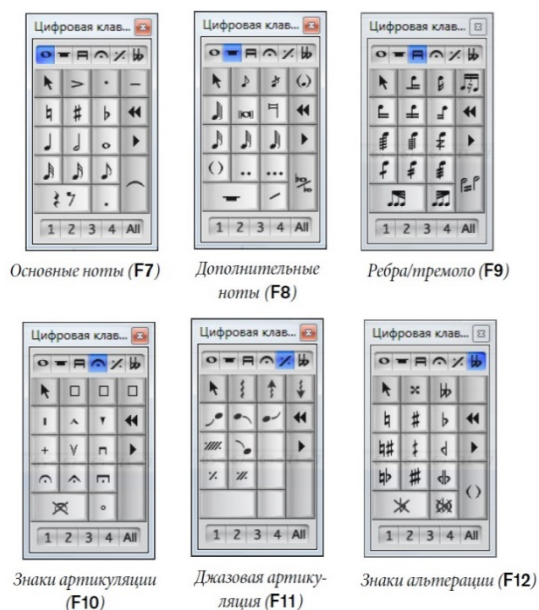 Цифровая клав...
Цифровая клав...
Цифровая клав...
1 2 3 4 All
1 2 3 4 All
1 2 3 4 All
Основные ноты (F7)
Дополнительные
ноты (F8)
Ребра/тремоло (F9)
Цифровая клав...
Цифровая клав...
Цифровая клав...
1 2 3 4 All
1 2 3 4 All
1 2 3 4 All
Знаки артикуляции
(F10)
Джазовая артику-
ляция (F11)
Знаки альтерации (F12)